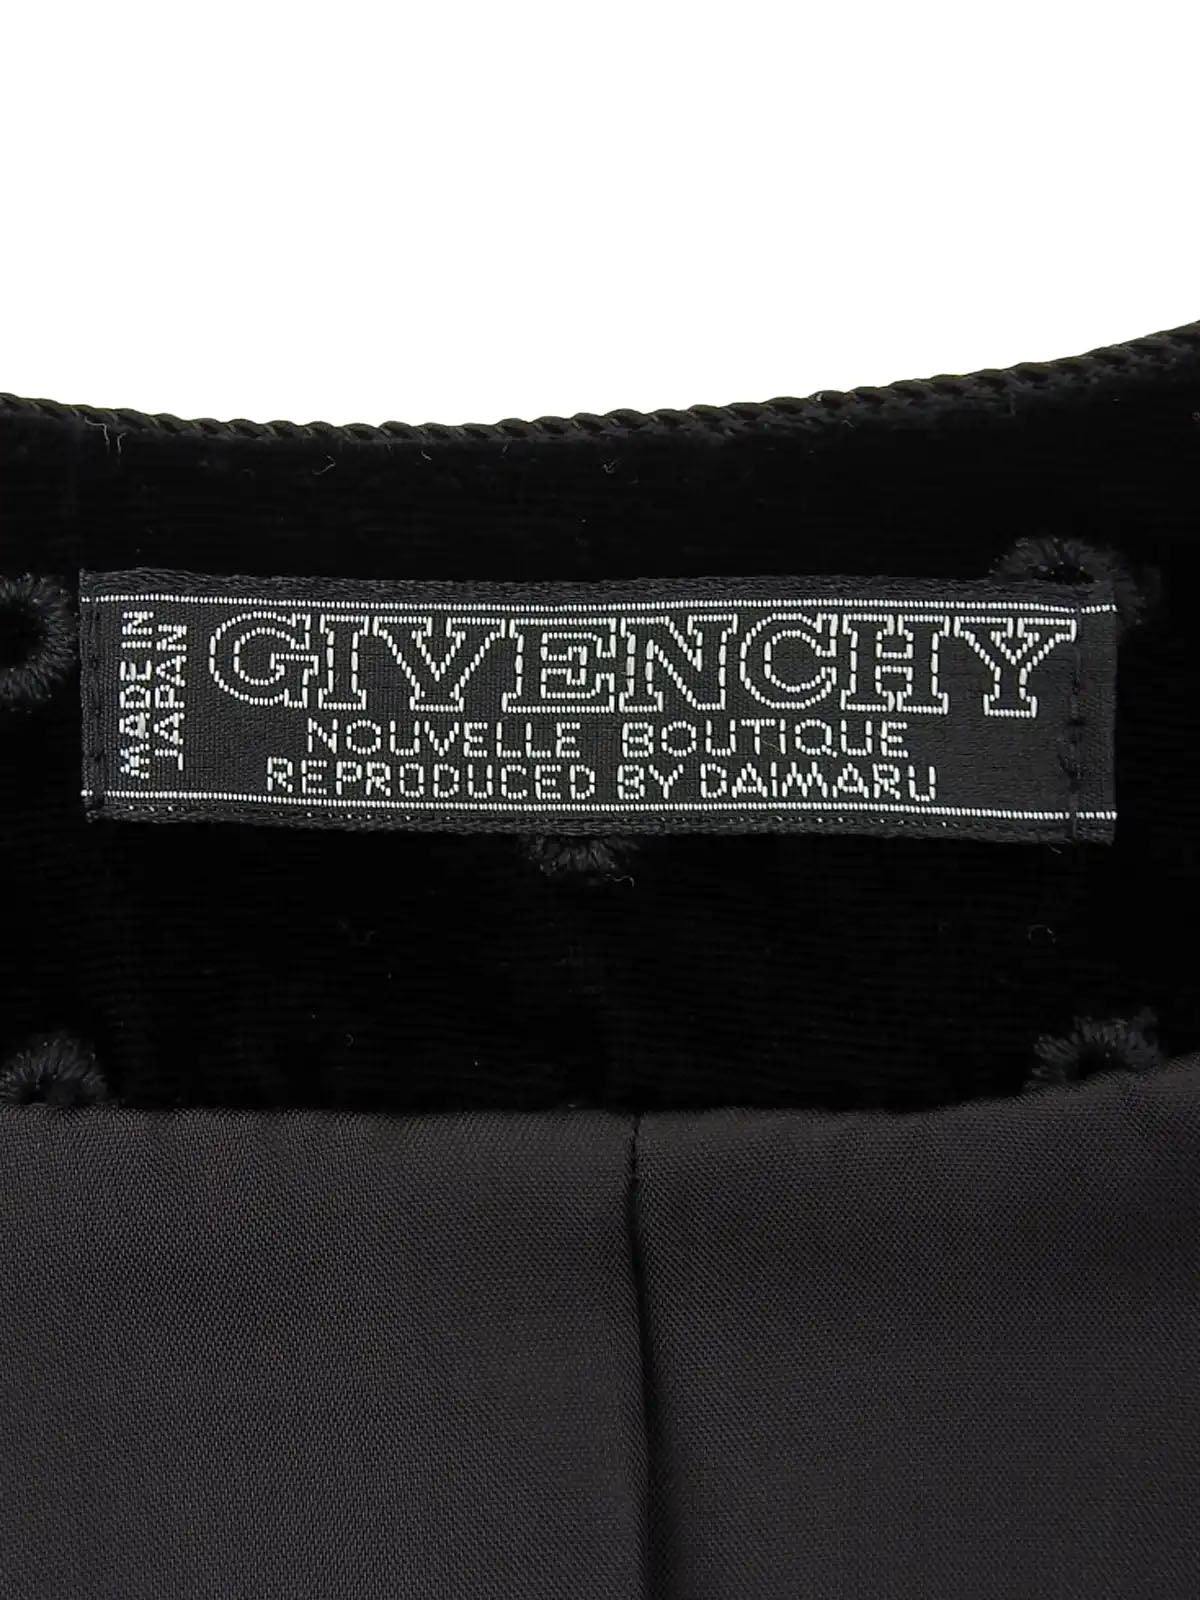 MADE IN
JAPAN
GIVENCHY
NOUVELLE BOUTIQUE
REPRODUCED BY DAIMARU